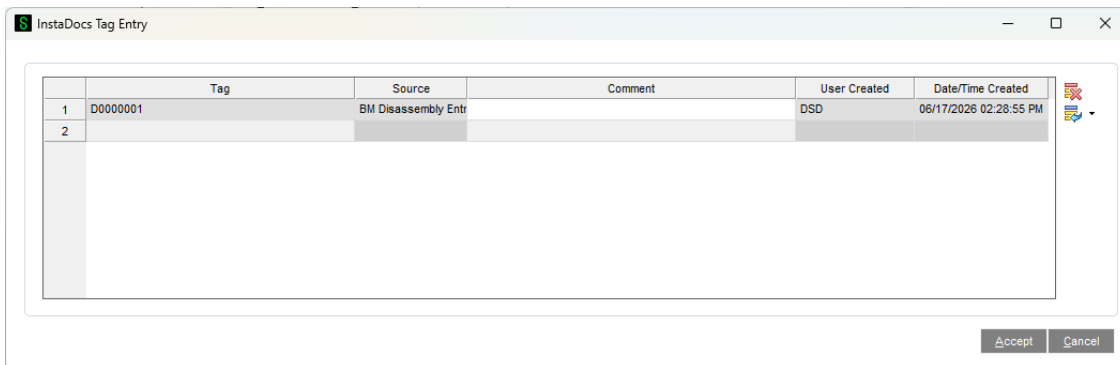 S InstaDocs Tag Entry
Tag Source Comment User Created Date/Time Created
1 D0000001 BM Disassembly Entr DSD 06/17/2026 02:28:55 PM
2
Accept Cancel